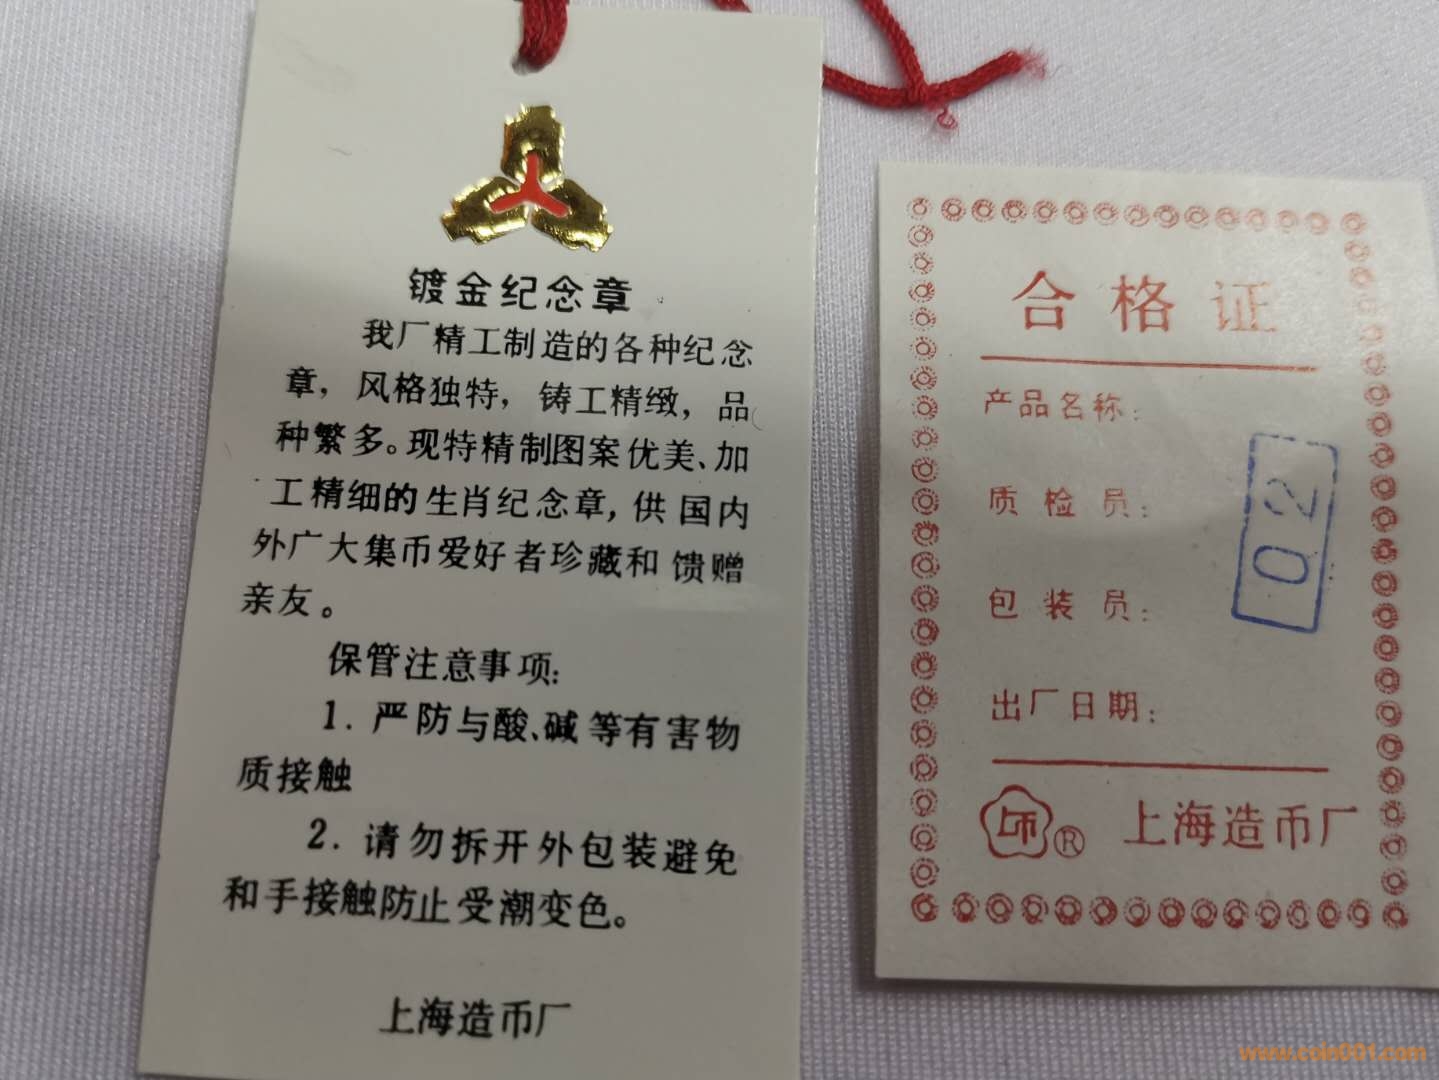 镀金纪念章
我厂精工制造的各种纪念
章，风格独特，铸工精致，品
种繁多。现特精制图案优美、加
工精细的生肖纪念章，供国内
外广大集币爱好者珍藏和馈赠
亲友。
保管注意事项：
1. 严防与酸、碱等有害物
质接触
2. 请勿拆开外包装避免
和手接触防止受潮变色。
上海造币厂
合格证
产品名称：
质检员：
包装员：
出厂日期：
02
® 上海造币厂
www.coin001.com